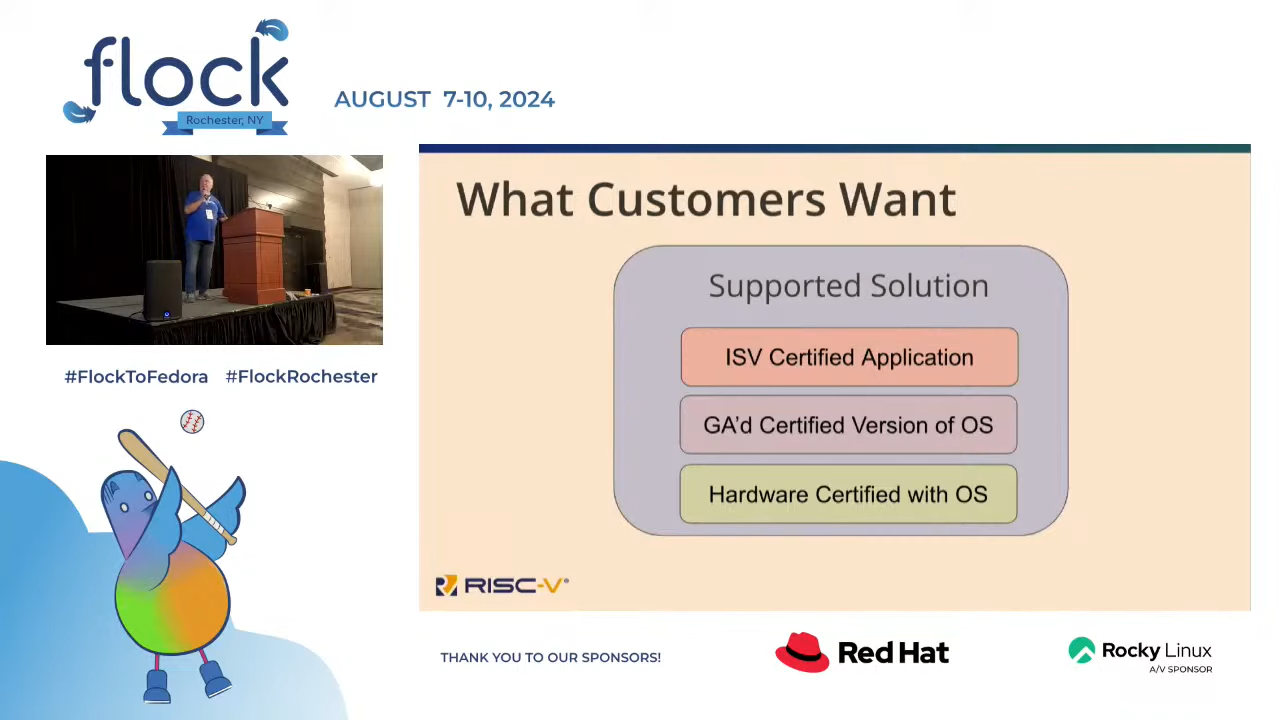 flock
Rochester, NY
AUGUST 7-10, 2024
#FlockToFedora #FlockRochester
What Customers Want
Supported Solution
ISV Certified Application
GA'd Certified Version of OS
Hardware Certified with OS
RISC-V®
THANK YOU TO OUR SPONSORS!
Red Hat
Rocky Linux
A/V SPONSOR